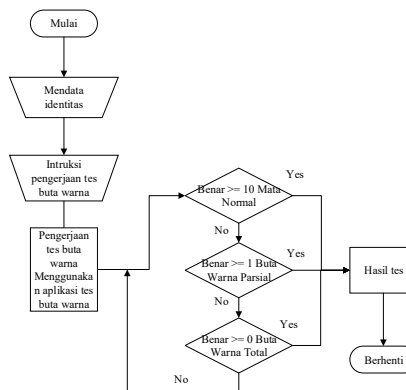 Mulai
Mendata
identitas
Intruksi
pengerjaan tes
buta warna
Pengerjaan
tes buta
warna
Menggunaka
n aplikasi tes
buta warna
Benar >= 10 Mata
Normal
Yes
No
Benar >= 1 Buta
Warna Parsial
Yes
No
Benar >= 0 Buta
Warna Total
Yes
No
Hasil tes
Berhenti